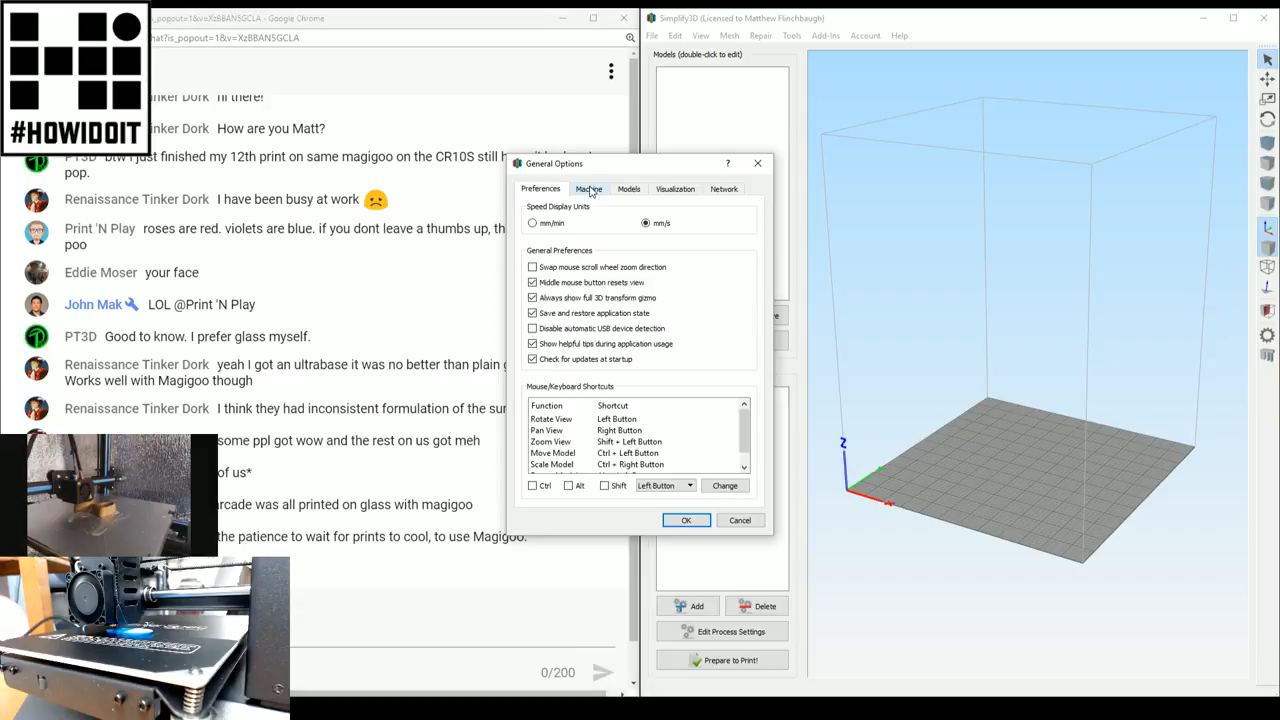 is_popout=1&v=XzBBAN5GCLA - Google Chrome
hat?is_popout=1&v=XzBBAN5GCLA
#HOWIDOIT
inker Dork hi there!
inker Dork How are you Matt?
PT3D btw i just finished my 12th print on same magigoo on the CR10S still
pop.
Renaissance Tinker Dork I have been busy at work
Print 'N Play roses are red. violets are blue. if you dont leave a thumbs up, th
poo
Eddie Moser your face
John Mak LOL @Print 'N Play
PT3D Good to know. I prefer glass myself.
Renaissance Tinker Dork yeah I got an ultrabase it was no better than plain g
Works well with Magigoo though
Renaissance Tinker Dork I think they had inconsistent formulation of the sur
some ppl got wow and the rest on us got meh
of us*
rcade was all printed on glass with magigoo
the patience to wait for prints to cool, to use Magigoo.
0/200
Simplify3D (Licensed to Matthew Flinchbaugh)
File Edit View Mesh Repair Tools Add-Ins Account Help
Models (double-click to edit)
General Options
?
Preferences Machine Models Visualization Network
Speed Display Units
mm/min mm/s
General Preferences
Swap mouse scroll wheel zoom direction
Middle mouse button resets view
Always show full 3D transform gizmo
Save and restore application state
Disable automatic USB device detection
Show helpful tips during application usage
Check for updates at startup
Mouse/Keyboard Shortcuts
Function Shortcut
Rotate View Left Button
Pan View Right Button
Zoom View Shift + Left Button
Move Model Ctrl + Left Button
Scale Model Ctrl + Right Button
Ctrl Alt Shift Left Button Change
OK Cancel
Add Delete
Edit Process Settings
Prepare to Print!
Z